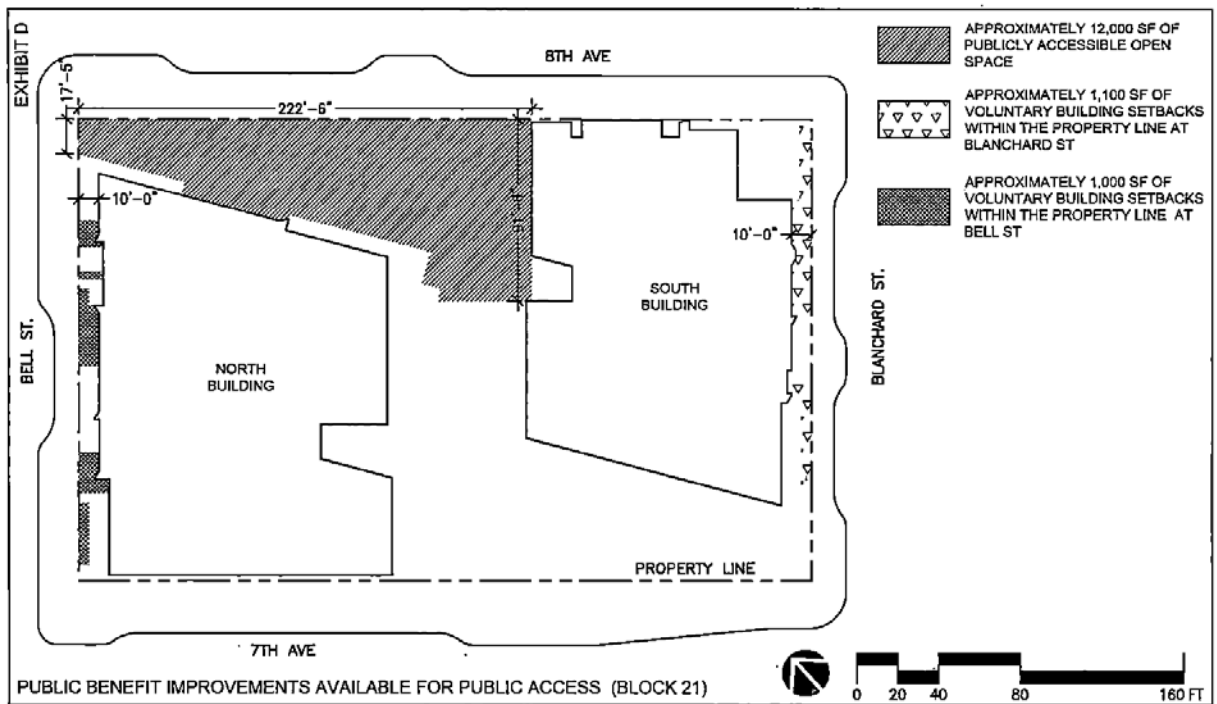 EXHIBIT D
8TH AVE
17'-5"
222'-6"
10'-0"
10'-0"
BELL ST.
NORTH
BUILDING
SOUTH
BUILDING
BLANCHARD ST.
PROPERTY LINE
7TH AVE
APPROXIMATELY 12,000 SF OF
PUBLICLY ACCESSIBLE OPEN
SPACE
APPROXIMATELY 1,100 SF OF
VOLUNTARY BUILDING SETBACKS
WITHIN THE PROPERTY LINE AT
BLANCHARD ST
APPROXIMATELY 1,000 SF OF
VOLUNTARY BUILDING SETBACKS
WITHIN THE PROPERTY LINE AT
BELL ST
PUBLIC BENEFIT IMPROVEMENTS AVAILABLE FOR PUBLIC ACCESS (BLOCK 21)
0 20 40 80 160 FT